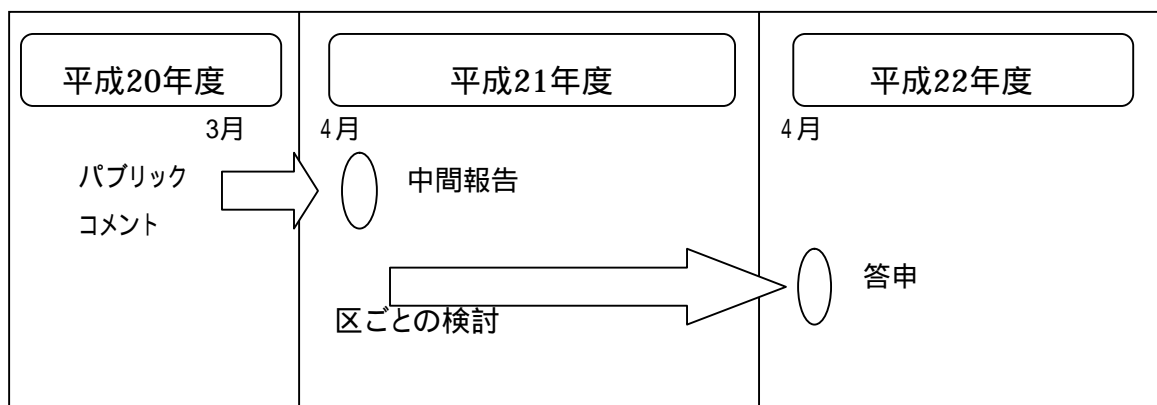 平成20年度
平成21年度
平成22年度
3月
4月
4月
パブリック
コメント
中間報告
答申
区ごとの検討